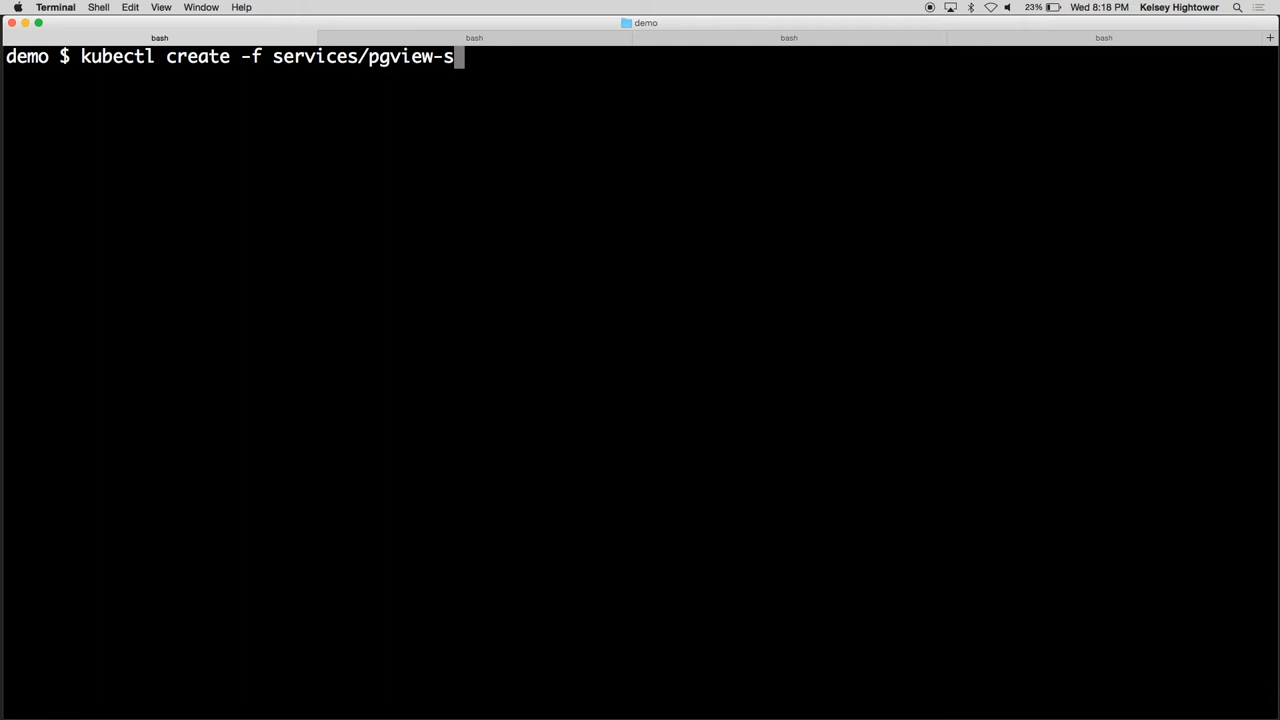 Terminal Shell Edit View Window Help 23% Wed 8:18 PM Kelsey Hightower
demo
bash bash bash bash +
demo $ kubectl create -f services/pgview-s